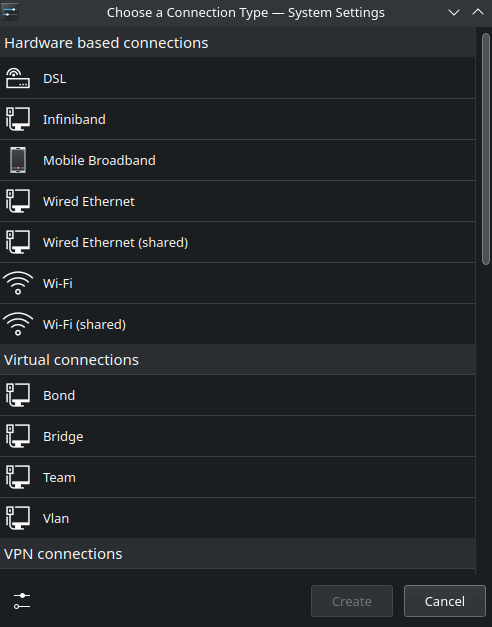 Choose a Connection Type — System Settings
Hardware based connections
DSL
Infiniband
Mobile Broadband
Wired Ethernet
Wired Ethernet (shared)
Wi-Fi
Wi-Fi (shared)
Virtual connections
Bond
Bridge
Team
Vlan
VPN connections
Create
Cancel